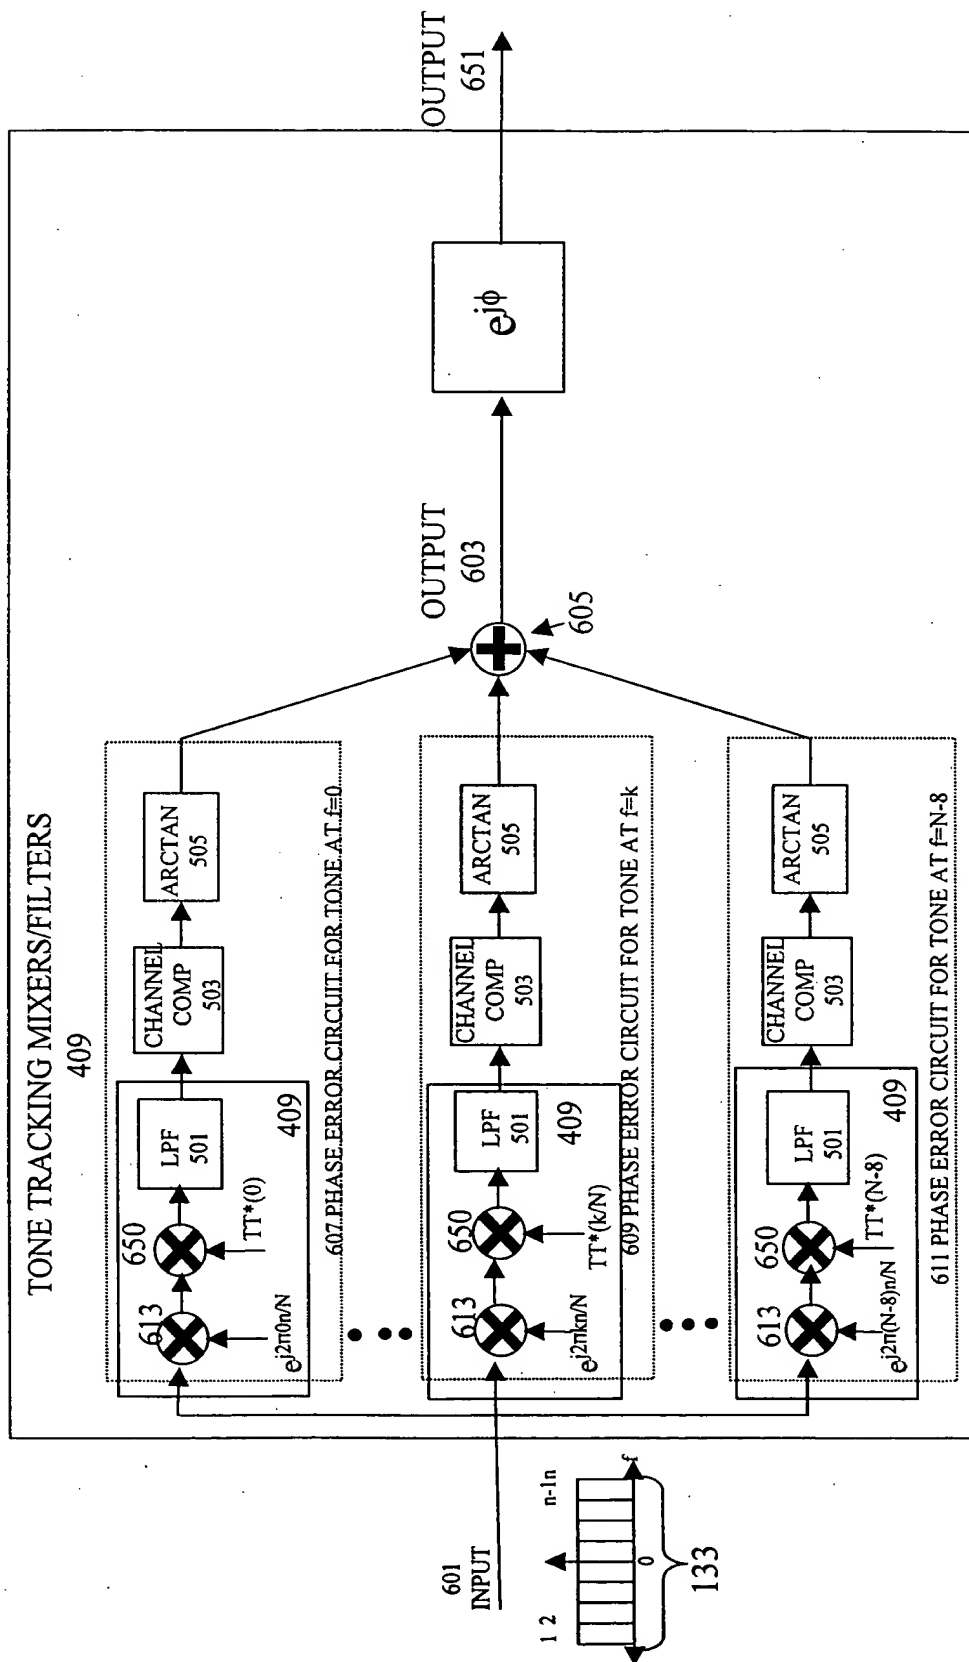 TONE TRACKING MIXERS/FILTERS
409
601
INPUT
1 2
n-1n
0
f
133
613
650
LPF
501
409
CHANNEL
COMP
503
ARCTAN
505
e^{j2π0n/N}
TT*(0)
607 PHASE ERROR CIRCUIT FOR TONE AT f=0
613
650
LPF
501
409
CHANNEL
COMP
503
ARCTAN
505
e^{j2πkn/N}
TT*(k/N)
609 PHASE ERROR CIRCUIT FOR TONE AT f=k
613
650
LPF
501
409
CHANNEL
COMP
503
ARCTAN
505
e^{j2π(N-8)n/N}
TT*(N-8)
611 PHASE ERROR CIRCUIT FOR TONE AT f=N-8
605
OUTPUT
603
e^{jϕ}
OUTPUT
651